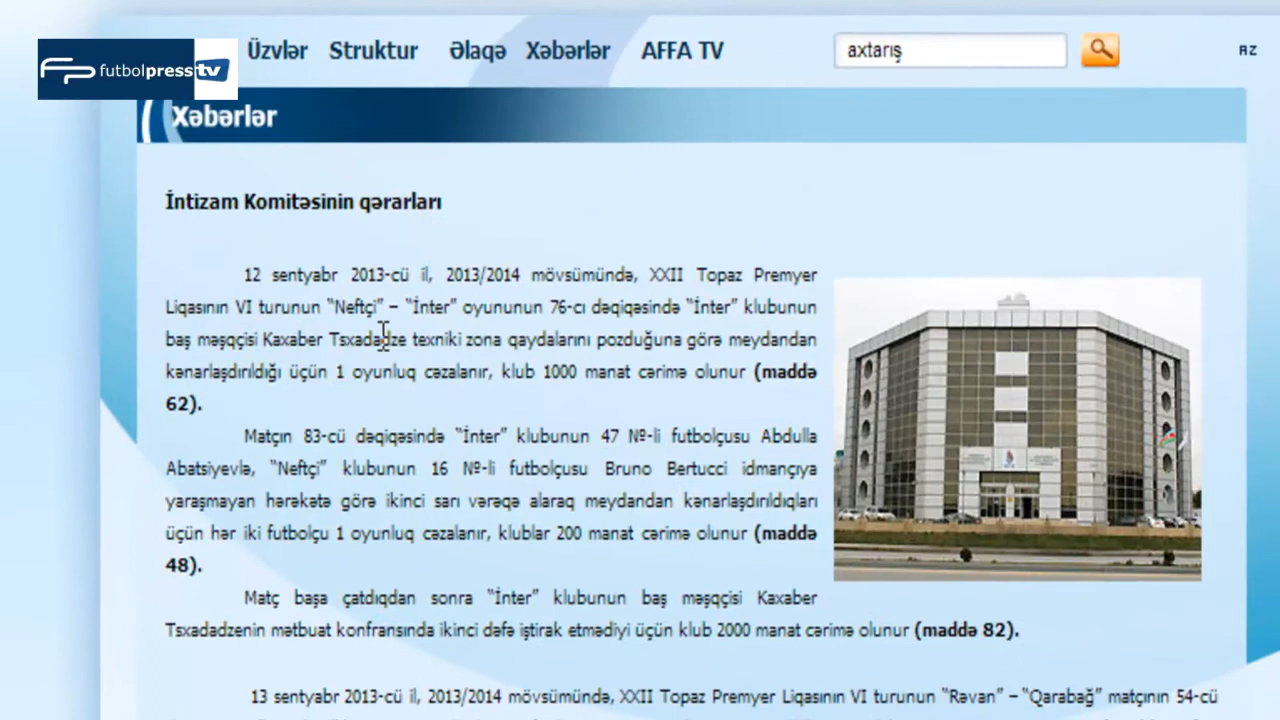 futbolpress tv
Üzvlər Struktur Əlaqə Xəbərlər AFFA TV
axtarış
AZ
Xəbərlər
İntizam Komitəsinin qərarları
12 sentyabr 2013-cü il, 2013/2014 mövsümündə, XXII Topaz Premyer
Liqasının VI turunun “Neftçi” – “İnter” oyununun 76-cı dəqiqəsində “İnter” klubunun
baş məşqçisi Kaxaber Tsxadadze texniki zona qaydalarını pozduğuna görə meydandan
kənarlaşdırıldığı üçün 1 oyunluq cəzalanır, klub 1000 manat cərimə olunur (maddə
62).
Matçın 83-cü dəqiqəsində “İnter” klubunun 47 №-li futbolçusu Abdulla
Abatsiyevlə, “Neftçi” klubunun 16 №-li futbolçusu Bruno Bertucci idmançıya
yaraşmayan hərəkətə görə ikinci sarı vərəqə alaraq meydandan kənarlaşdırıldıqları
üçün hər iki futbolçu 1 oyunluq cəzalanır, klublar 200 manat cərimə olunur (maddə
48).
Matç başa çatdıqdan sonra “İnter” klubunun baş məşqçisi Kaxaber
Tsxadadzenin mətbuat konfransında ikinci dəfə iştirak etmədiyi üçün klub 2000 manat cərimə olunur (maddə 82).
13 sentyabr 2013-cü il, 2013/2014 mövsümündə, XXII Topaz Premyer Liqasının VI turunun “Rəvan” – “Qarabağ” matçının 54-cü